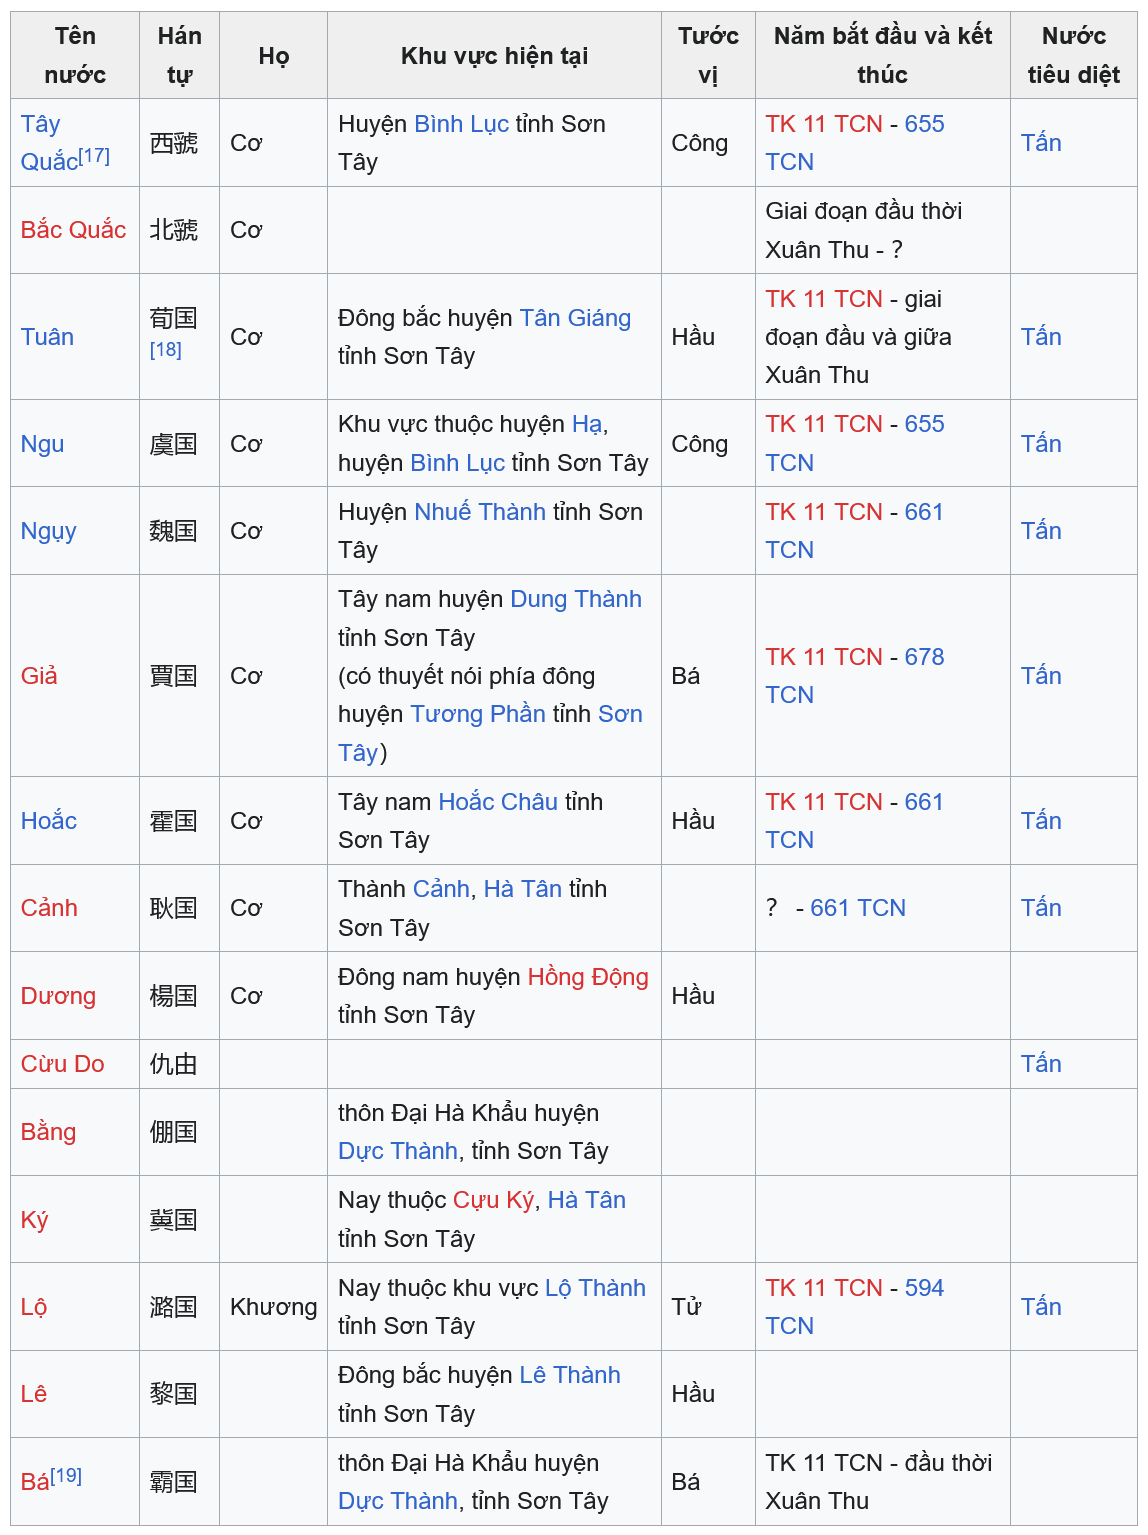 Tên nước
Hán tự
Họ
Khu vực hiện tại
Tước vị
Năm bắt đầu và kết thúc
Nước tiêu diệt
Tây Quắc[17]
西虢
Cơ
Huyện Bình Lục tỉnh Sơn Tây
Công
TK 11 TCN - 655 TCN
Tấn
Bắc Quắc
北虢
Cơ
Giai đoạn đầu thời Xuân Thu - ?
Tuân
荀国[18]
Cơ
Đông bắc huyện Tân Giáng tỉnh Sơn Tây
Hầu
TK 11 TCN - giai đoạn đầu và giữa Xuân Thu
Tấn
Ngu
虞国
Cơ
Khu vực thuộc huyện Hạ, huyện Bình Lục tỉnh Sơn Tây
Công
TK 11 TCN - 655 TCN
Tấn
Ngụy
魏国
Cơ
Huyện Nhuế Thành tỉnh Sơn Tây
TK 11 TCN - 661 TCN
Tấn
Giả
賈国
Cơ
Tây nam huyện Dung Thành tỉnh Sơn Tây
(có thuyết nói phía đông huyện Tương Phần tỉnh Sơn Tây)
Bá
TK 11 TCN - 678 TCN
Tấn
Hoắc
霍国
Cơ
Tây nam Hoắc Châu tỉnh Sơn Tây
Hầu
TK 11 TCN - 661 TCN
Tấn
Cảnh
耿国
Cơ
Thành Cảnh, Hà Tân tỉnh Sơn Tây
? - 661 TCN
Tấn
Dương
楊国
Cơ
Đông nam huyện Hồng Động tỉnh Sơn Tây
Hầu
Cừu Do
仇由
Tấn
Bằng
倗国
thôn Đại Hà Khẩu huyện Dực Thành, tỉnh Sơn Tây
Ký
冀国
Nay thuộc Cựu Ký, Hà Tân tỉnh Sơn Tây
Lộ
潞国
Khương
Nay thuộc khu vực Lộ Thành tỉnh Sơn Tây
Tử
TK 11 TCN - 594 TCN
Tấn
Lê
黎国
Đông bắc huyện Lê Thành tỉnh Sơn Tây
Hầu
Bá[19]
霸国
thôn Đại Hà Khẩu huyện Dực Thành, tỉnh Sơn Tây
Bá
TK 11 TCN - đầu thời Xuân Thu